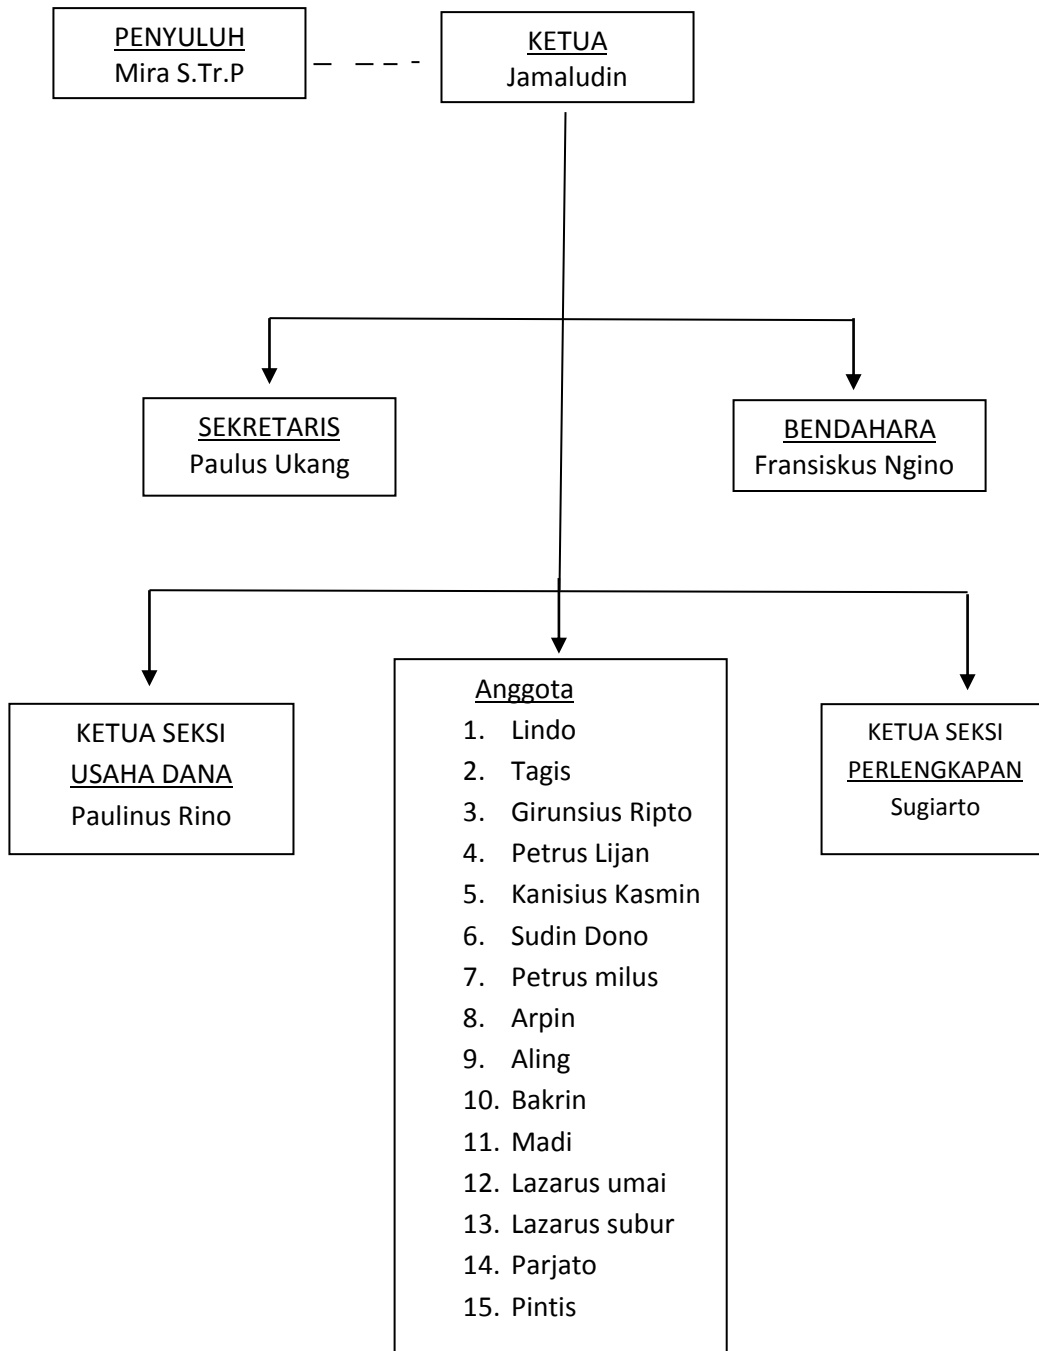 PENYULUH
Mira S.Tr.P
KETUA
Jamaludin
SEKRETARIS
Paulus Ukang
BENDAHARA
Fransiskus Ngino
KETUA SEKSI
USAHA DANA
Paulinus Rino
Anggota
1. Lindo
2. Tagis
3. Girunsius Ripto
4. Petrus Lijan
5. Kanisius Kasmin
6. Sudin Dono
7. Petrus milus
8. Arpin
9. Aling
10. Bakrin
11. Madi
12. Lazarus umai
13. Lazarus subur
14. Parjato
15. Pintis
KETUA SEKSI
PERLENGKAPAN
Sugiarto